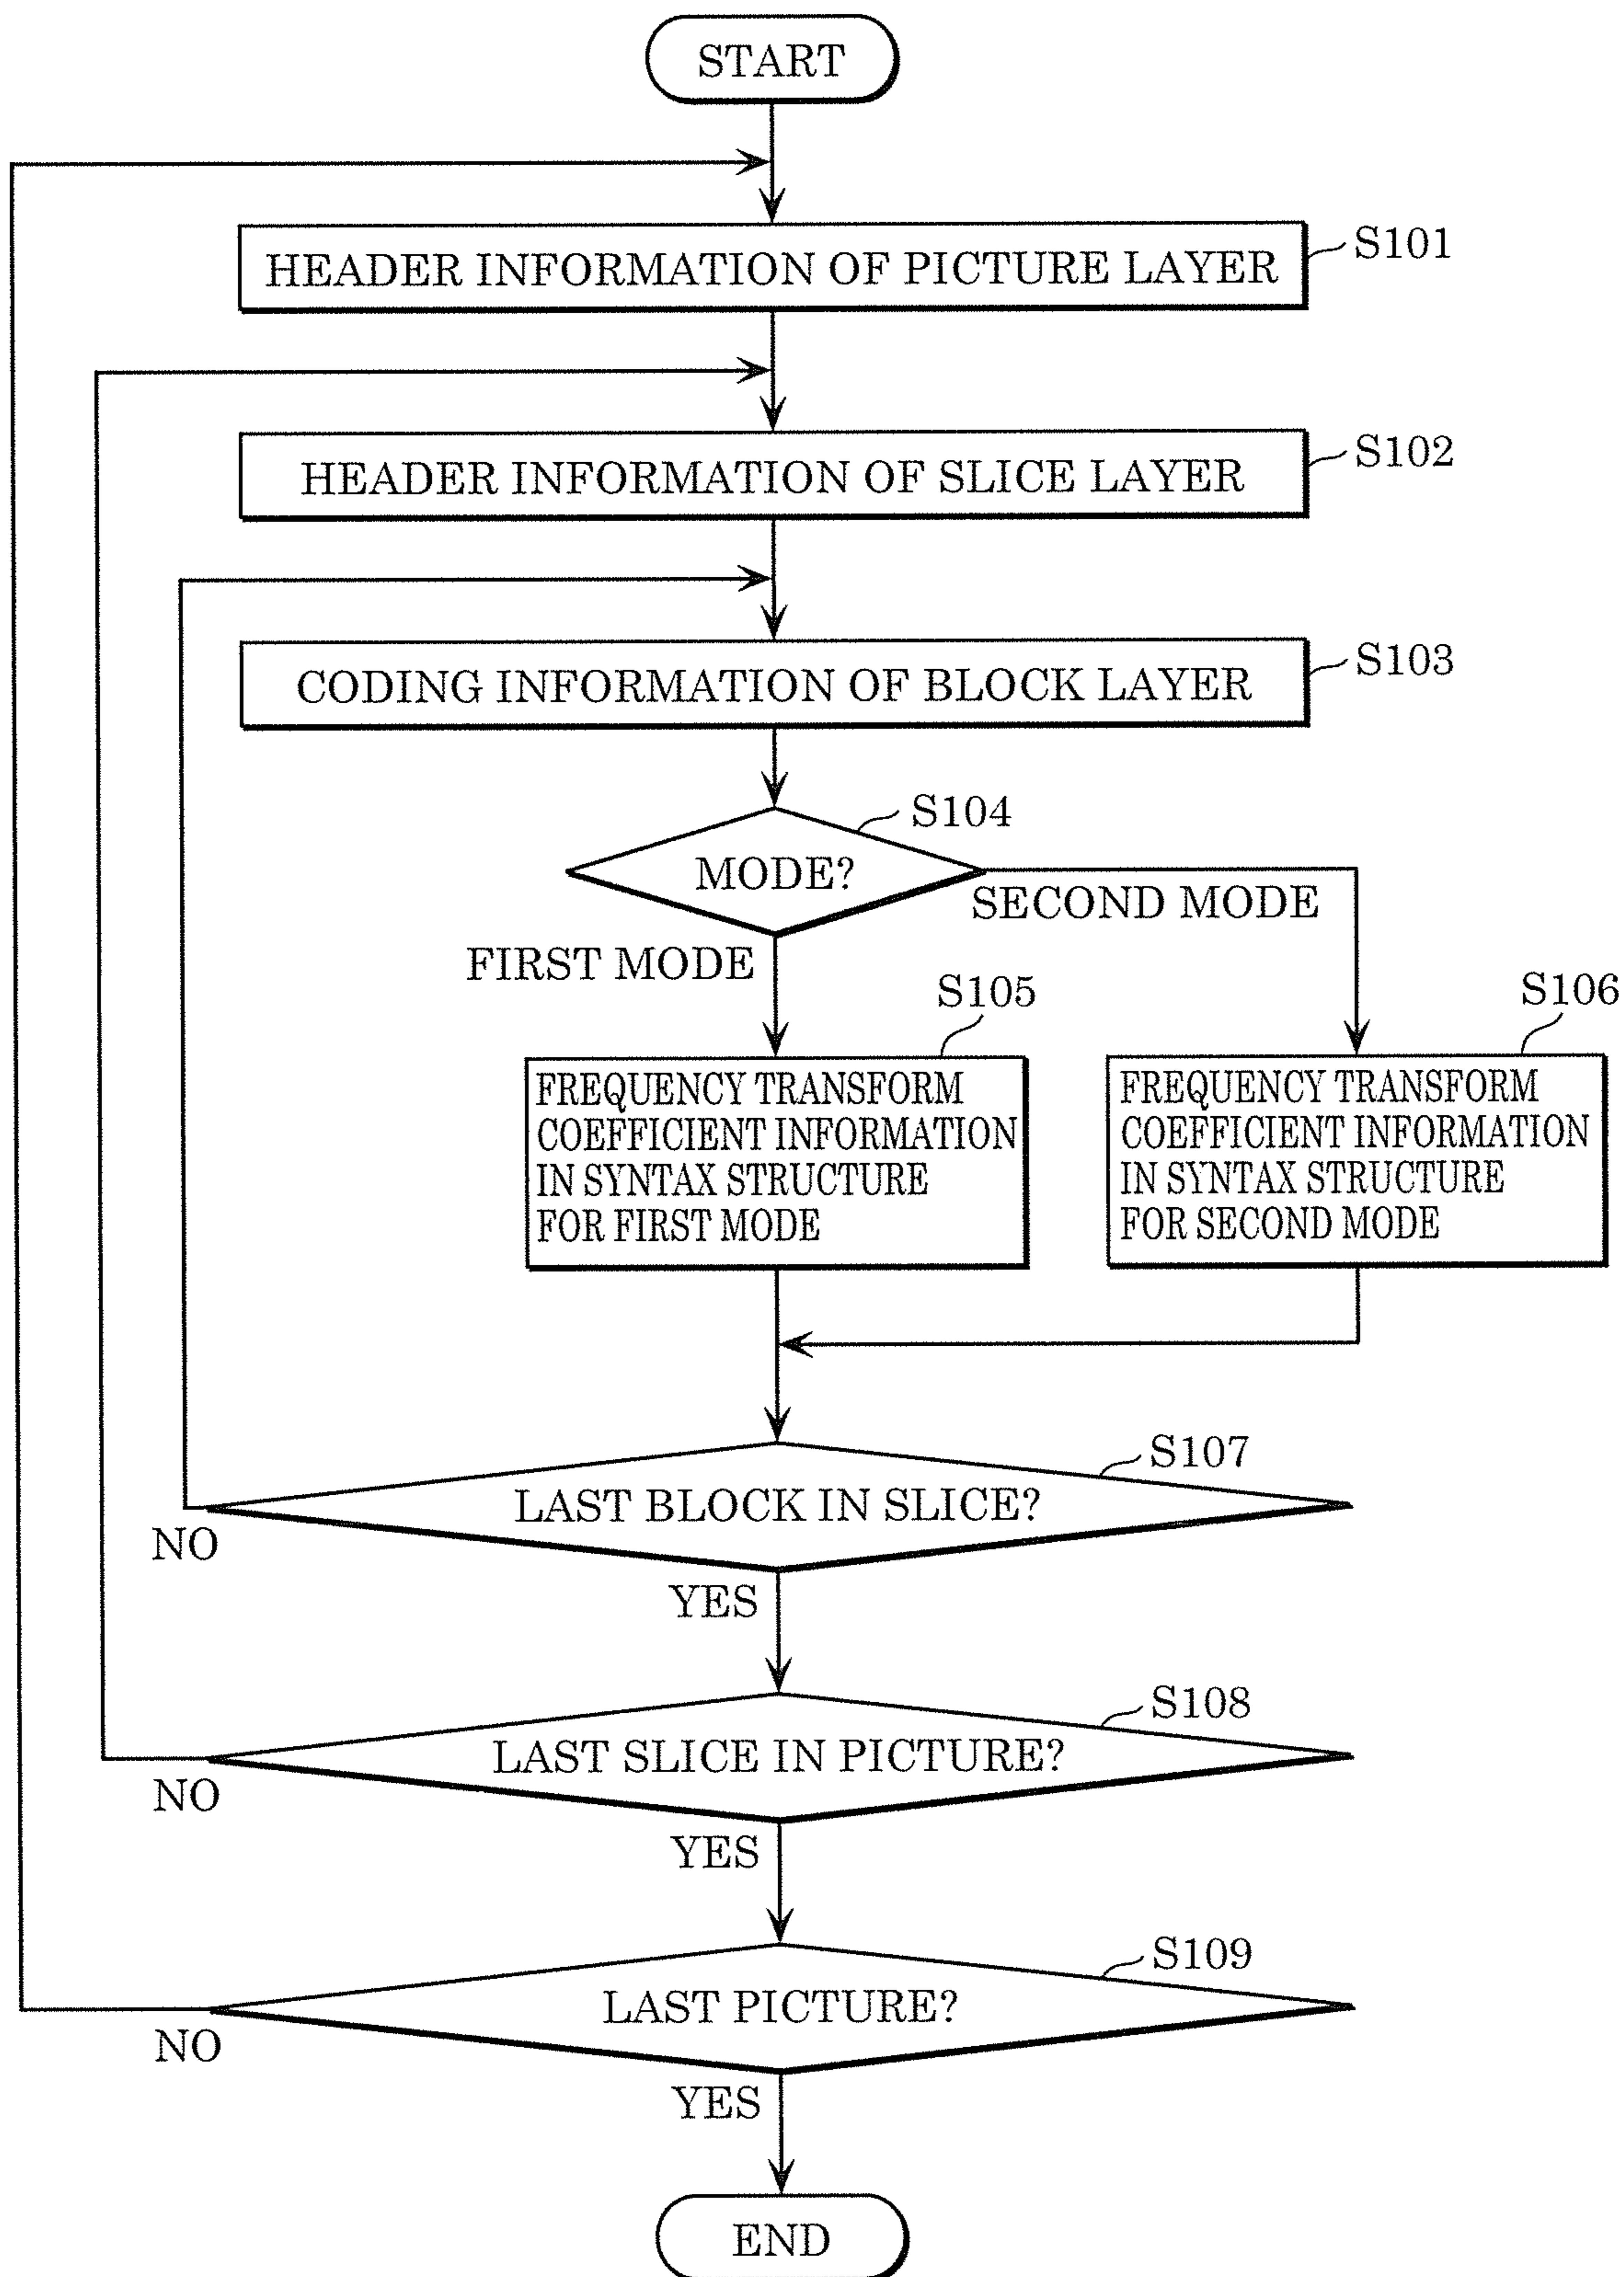 START
HEADER INFORMATION OF PICTURE LAYER
S101
HEADER INFORMATION OF SLICE LAYER
S102
CODING INFORMATION OF BLOCK LAYER
S103
S104
MODE?
SECOND MODE
FIRST MODE
S105
FREQUENCY TRANSFORM
COEFFICIENT INFORMATION
IN SYNTAX STRUCTURE
FOR FIRST MODE
S106
FREQUENCY TRANSFORM
COEFFICIENT INFORMATION
IN SYNTAX STRUCTURE
FOR SECOND MODE
S107
LAST BLOCK IN SLICE?
NO
YES
S108
LAST SLICE IN PICTURE?
NO
YES
S109
LAST PICTURE?
NO
YES
END